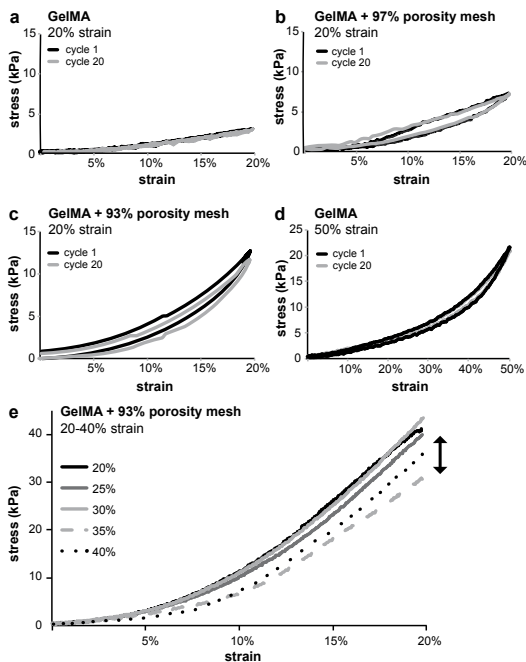 a GelMA
20% strain
cycle 1
cycle 20
stress (kPa)
15
10
5
0
5% 10% 15% 20%
strain
b GelMA + 97% porosity mesh
20% strain
cycle 1
cycle 20
stress (kPa)
15
10
5
0
5% 10% 15% 20%
strain
c GelMA + 93% porosity mesh
20% strain
cycle 1
cycle 20
stress (kPa)
15
10
5
0
5% 10% 15% 20%
strain
d GelMA
50% strain
cycle 1
cycle 20
stress (kPa)
25
20
15
10
5
0
10% 20% 30% 40% 50%
strain
e GelMA + 93% porosity mesh
20-40% strain
20%
25%
30%
35%
40%
stress (kPa)
40
30
20
10
0
5% 10% 15% 20%
strain